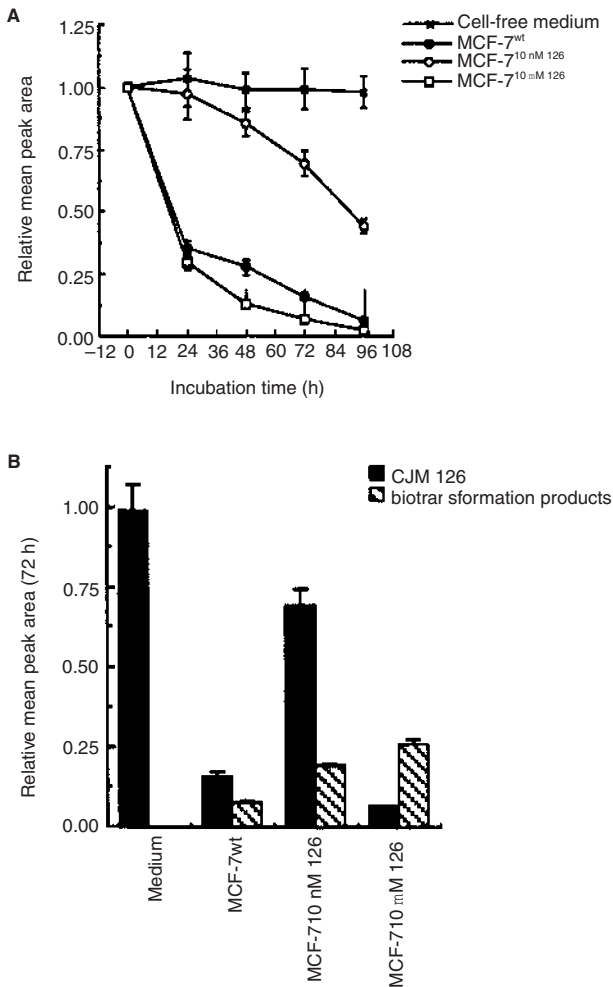 A
1.25
1.00
0.75
0.50
0.25
0.00
Relative mean peak area
−12 0 12 24 36 48 60 72 84 96 108
Incubation time (h)
Cell-free medium
MCF-7wt
MCF-710 nM 126
MCF-710 mM 126
B
1.00
0.75
0.50
0.25
0.00
Relative mean peak area (72 h)
CJM 126
biotrar sformation products
Medium
MCF-7wt
MCF-710 nM 126
MCF-710 mM 126